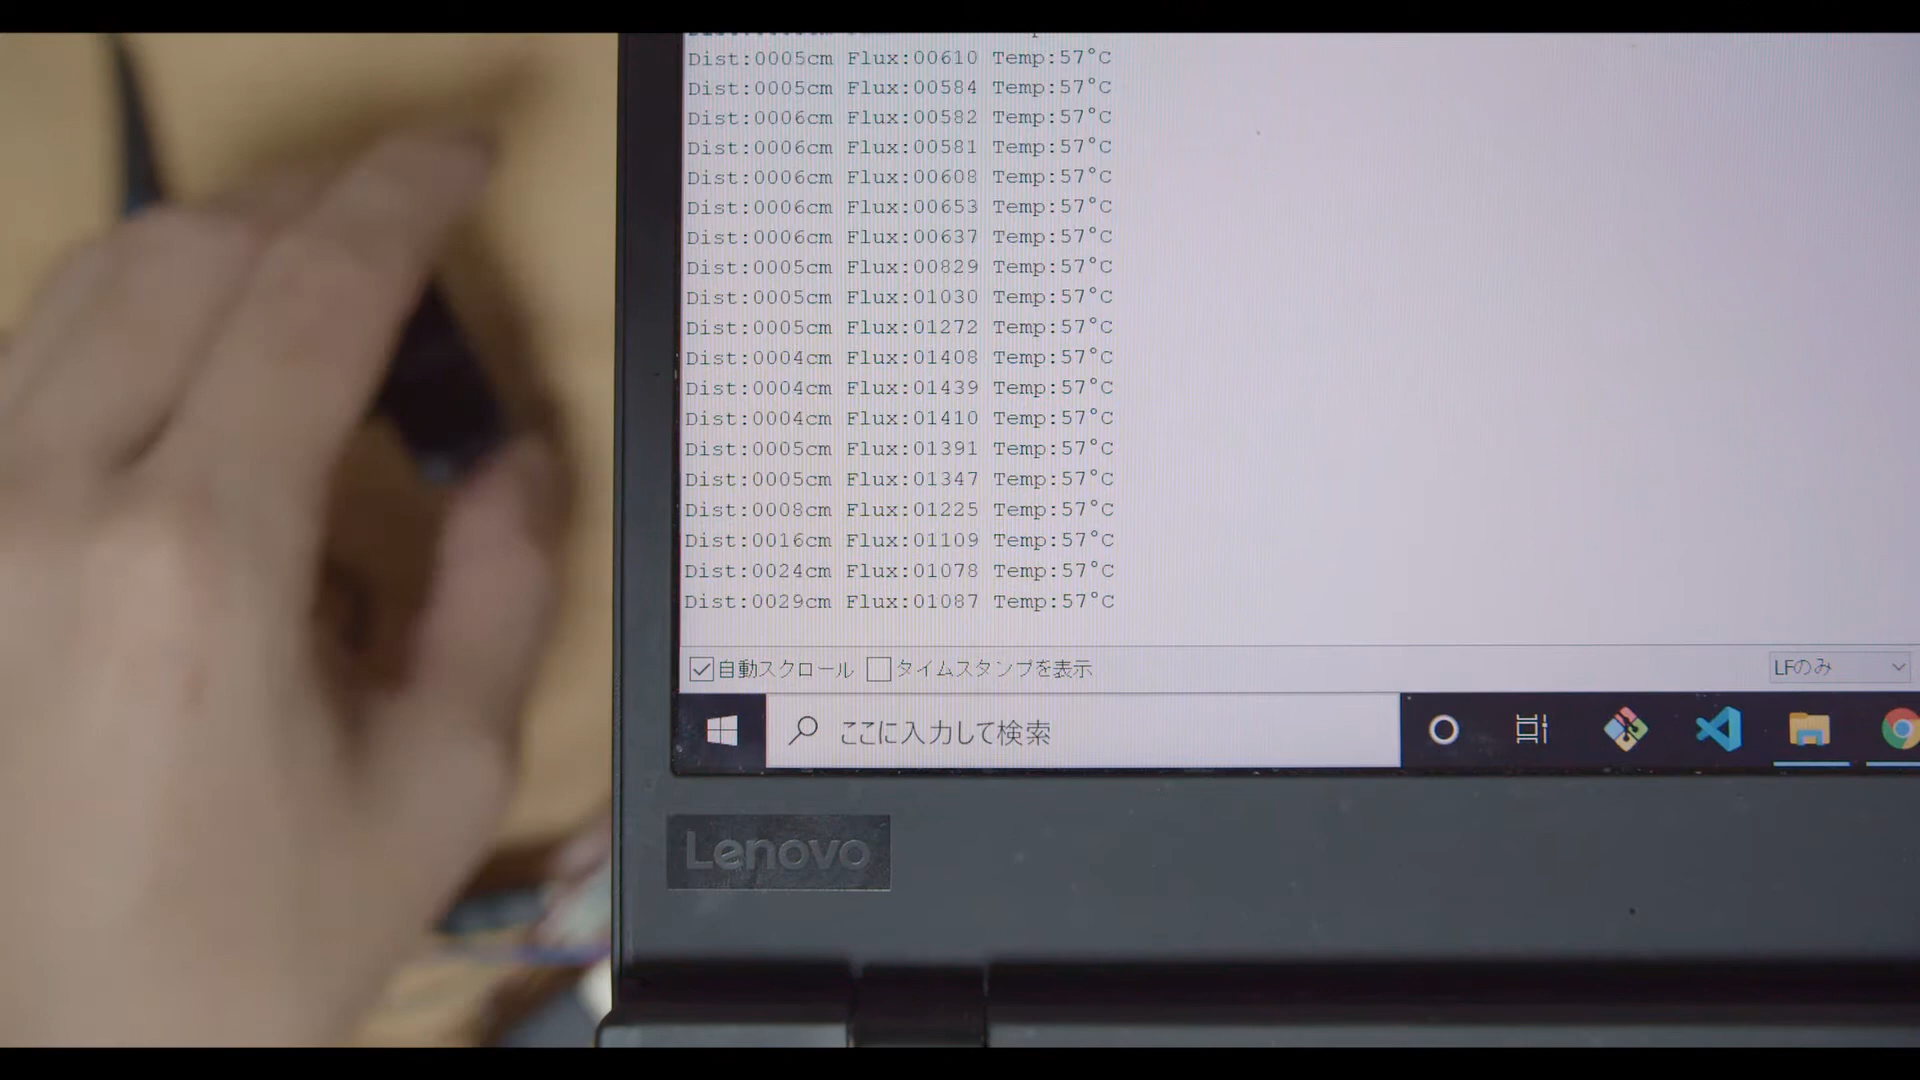 Dist:0005cm Flux:00610 Temp:57°C
Dist:0005cm Flux:00584 Temp:57°C
Dist:0006cm Flux:00582 Temp:57°C
Dist:0006cm Flux:00581 Temp:57°C
Dist:0006cm Flux:00608 Temp:57°C
Dist:0006cm Flux:00653 Temp:57°C
Dist:0006cm Flux:00637 Temp:57°C
Dist:0005cm Flux:00829 Temp:57°C
Dist:0005cm Flux:01030 Temp:57°C
Dist:0005cm Flux:01272 Temp:57°C
Dist:0004cm Flux:01408 Temp:57°C
Dist:0004cm Flux:01439 Temp:57°C
Dist:0004cm Flux:01410 Temp:57°C
Dist:0005cm Flux:01391 Temp:57°C
Dist:0005cm Flux:01347 Temp:57°C
Dist:0008cm Flux:01225 Temp:57°C
Dist:0016cm Flux:01109 Temp:57°C
Dist:0024cm Flux:01078 Temp:57°C
Dist:0029cm Flux:01087 Temp:57°C
自動スクロール タイムスタンプを表示 LFのみ
ここに入力して検索
Lenovo